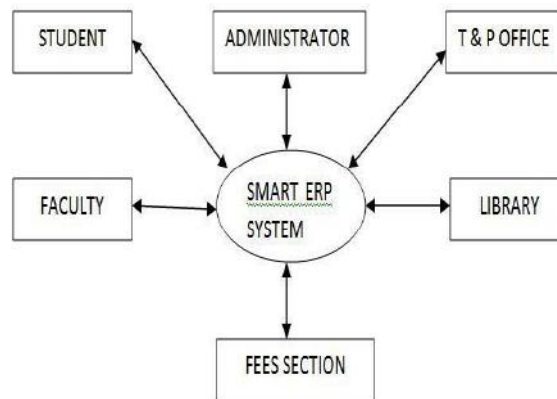 STUDENT
ADMINISTRATOR
T & P OFFICE
FACULTY
SMART ERP
SYSTEM
LIBRARY
FEES SECTION